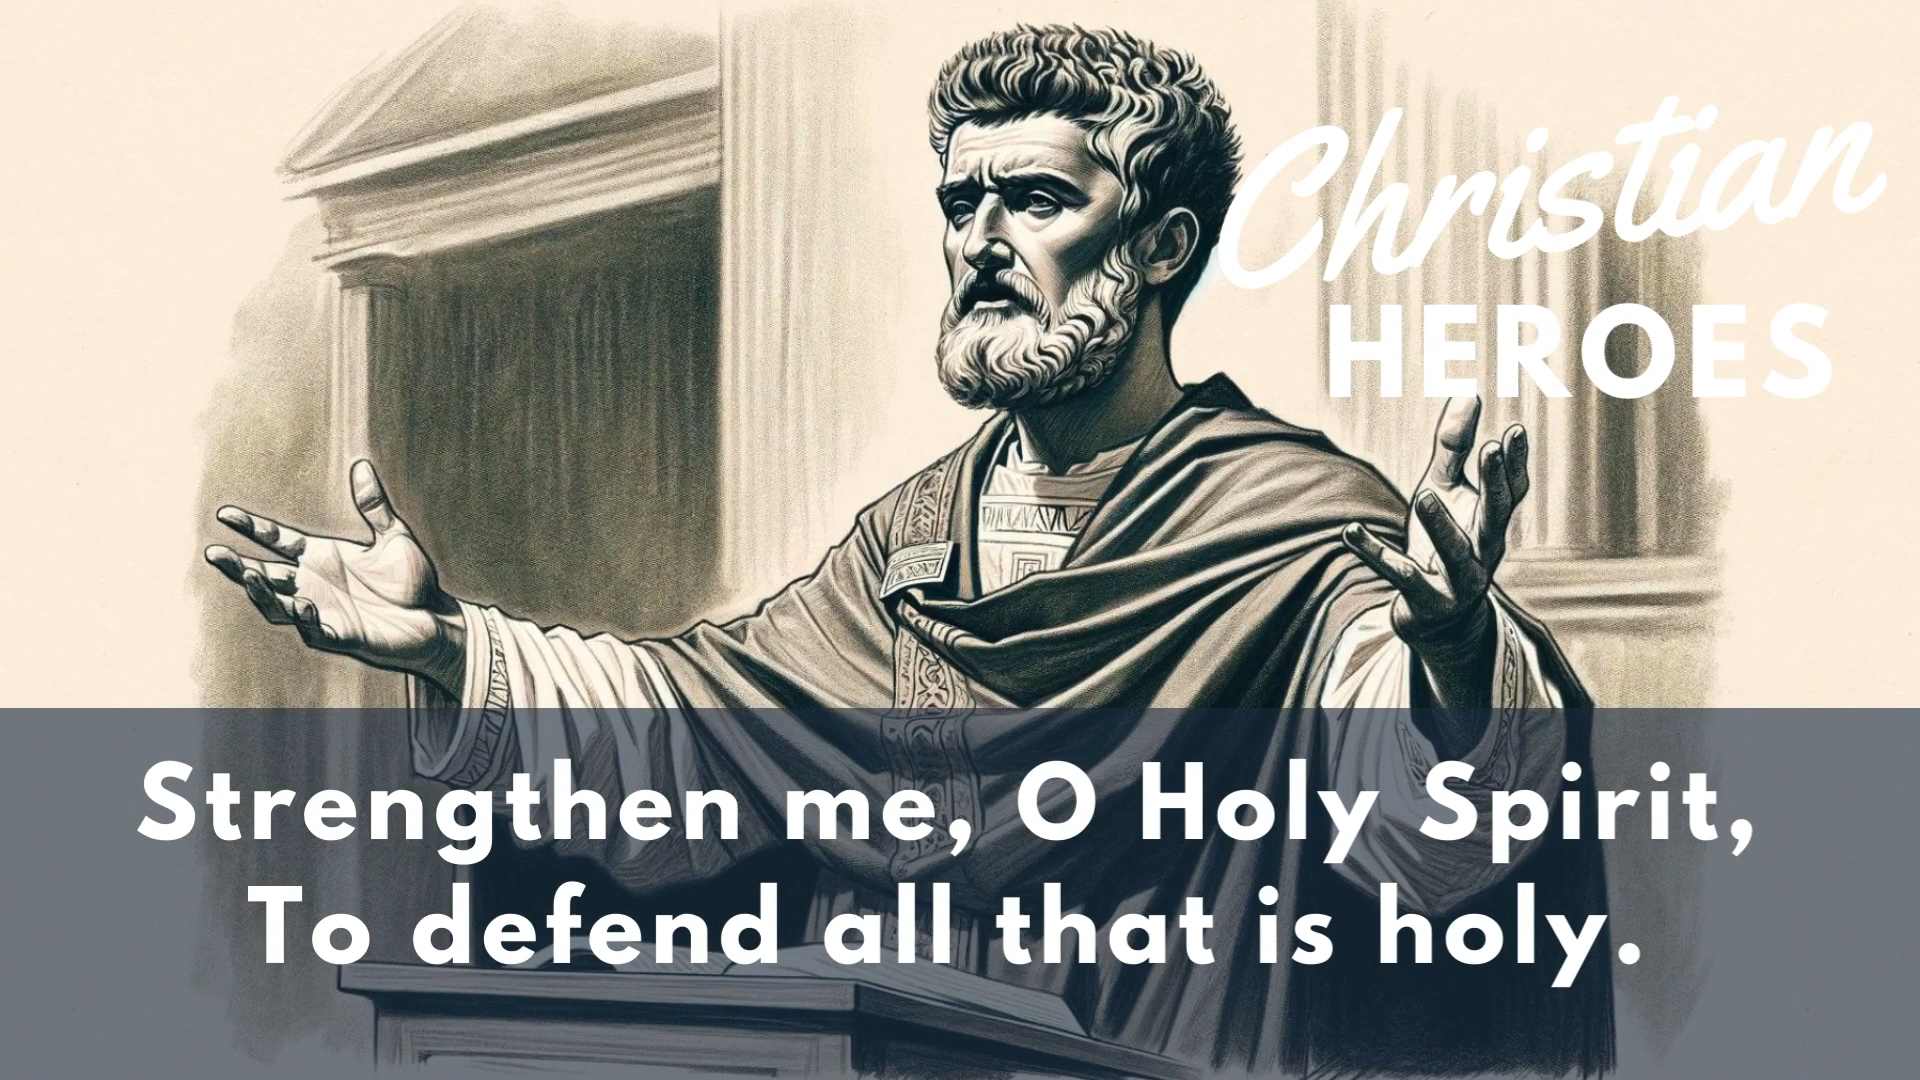 Christian
HEROES
Strengthen me, O Holy Spirit,
To defend all that is holy.